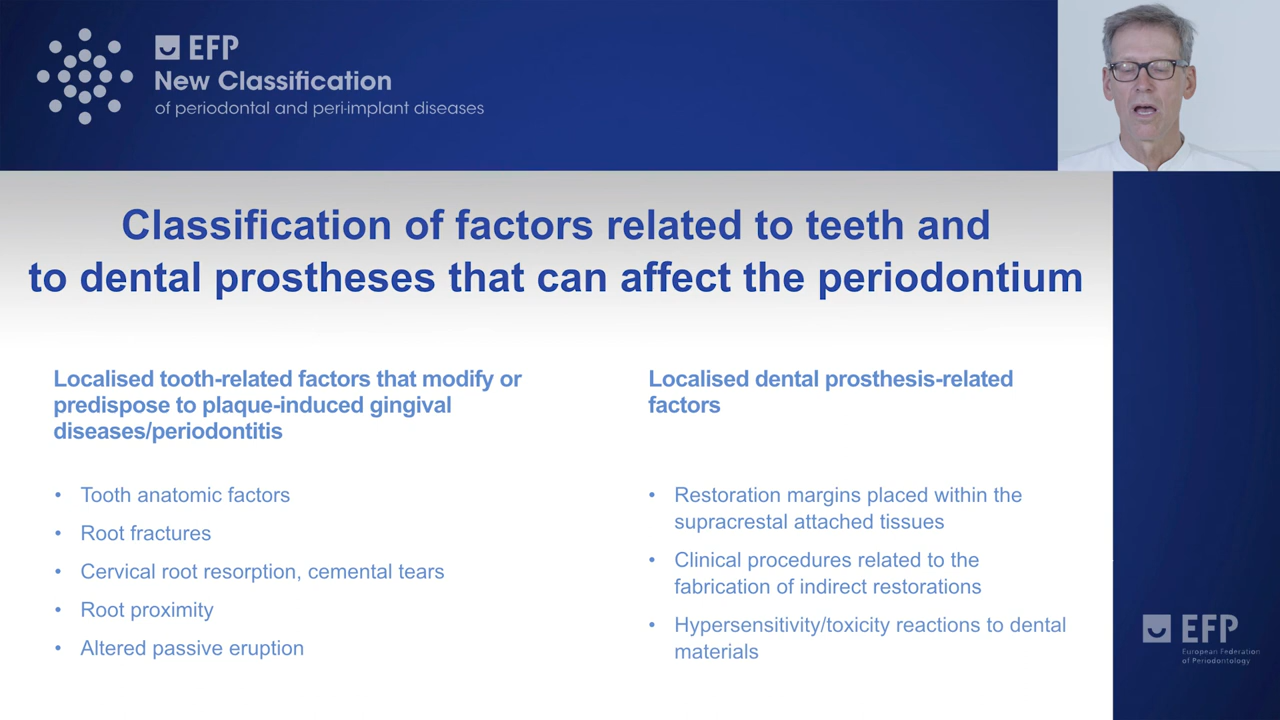 EFP
New Classification
of periodontal and peri-implant diseases
Classification of factors related to teeth and
to dental prostheses that can affect the periodontium
Localised tooth-related factors that modify or
predispose to plaque-induced gingival
diseases/periodontitis
• Tooth anatomic factors
• Root fractures
• Cervical root resorption, cemental tears
• Root proximity
• Altered passive eruption
Localised dental prosthesis-related
factors
• Restoration margins placed within the
supracrestal attached tissues
• Clinical procedures related to the
fabrication of indirect restorations
• Hypersensitivity/toxicity reactions to dental
materials
EFP
European Federation
of Periodontology